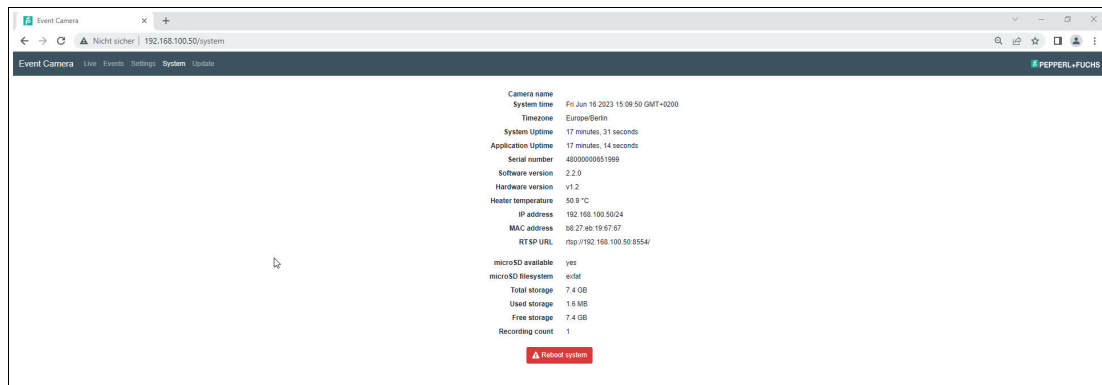 Event Camera
Nicht sicher | 192.168.100.50/system
Event Camera Live Events Settings System Update PEPPERL+FUCHS
Camera name
System time Fri Jun 16 2023 15:09:50 GMT+0200
Timezone Europe/Berlin
System Uptime 17 minutes, 31 seconds
Application Uptime 17 minutes, 14 seconds
Serial number 48000000651999
Software version 2.2.0
Hardware version v1.2
Heater temperature 50.9 °C
IP address 192.168.100.50/24
MAC address b8:27:eb:19:67:67
RTSP URL rtsp://192.168.100.50:8554/
microSD available yes
microSD filesystem exfat
Total storage 7.4 GB
Used storage 1.6 MB
Free storage 7.4 GB
Recording count 1
Reboot system